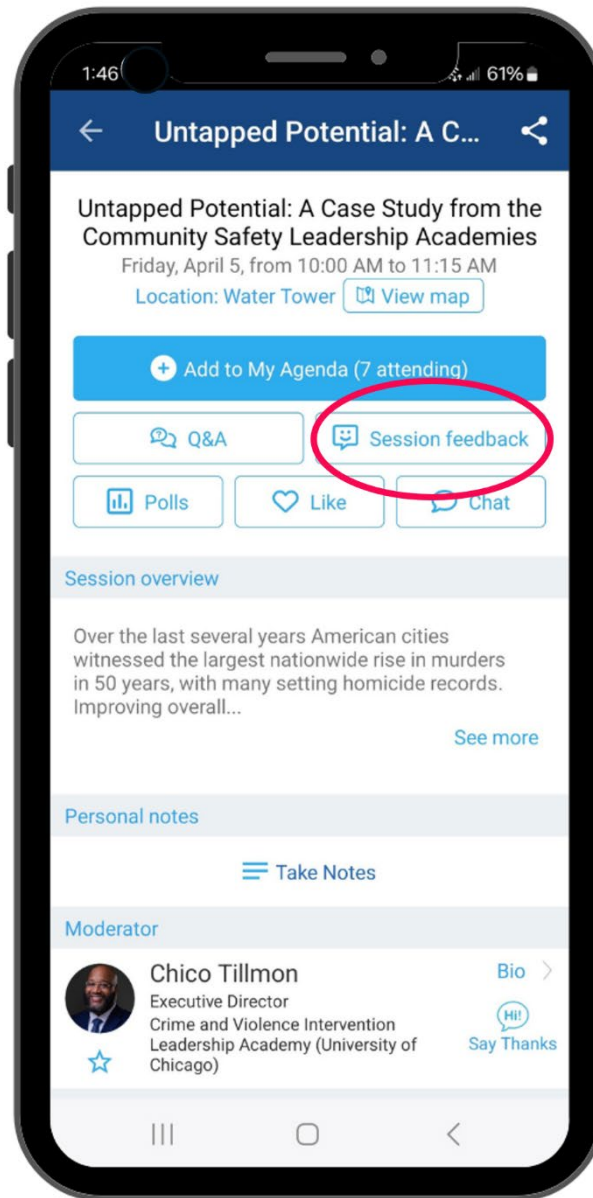 1:46
61%
Untapped Potential: A C...
Untapped Potential: A Case Study from the
Community Safety Leadership Academies
Friday, April 5, from 10:00 AM to 11:15 AM
Location: Water Tower View map
Add to My Agenda (7 attending)
Q&A
Session feedback
Polls
Like
Chat
Session overview
Over the last several years American cities
witnessed the largest nationwide rise in murders
in 50 years, with many setting homicide records.
Improving overall...
See more
Personal notes
Take Notes
Moderator
Chico Tillmon
Bio
Executive Director
Crime and Violence Intervention
Leadership Academy (University of
Chicago)
Hi!
Say Thanks